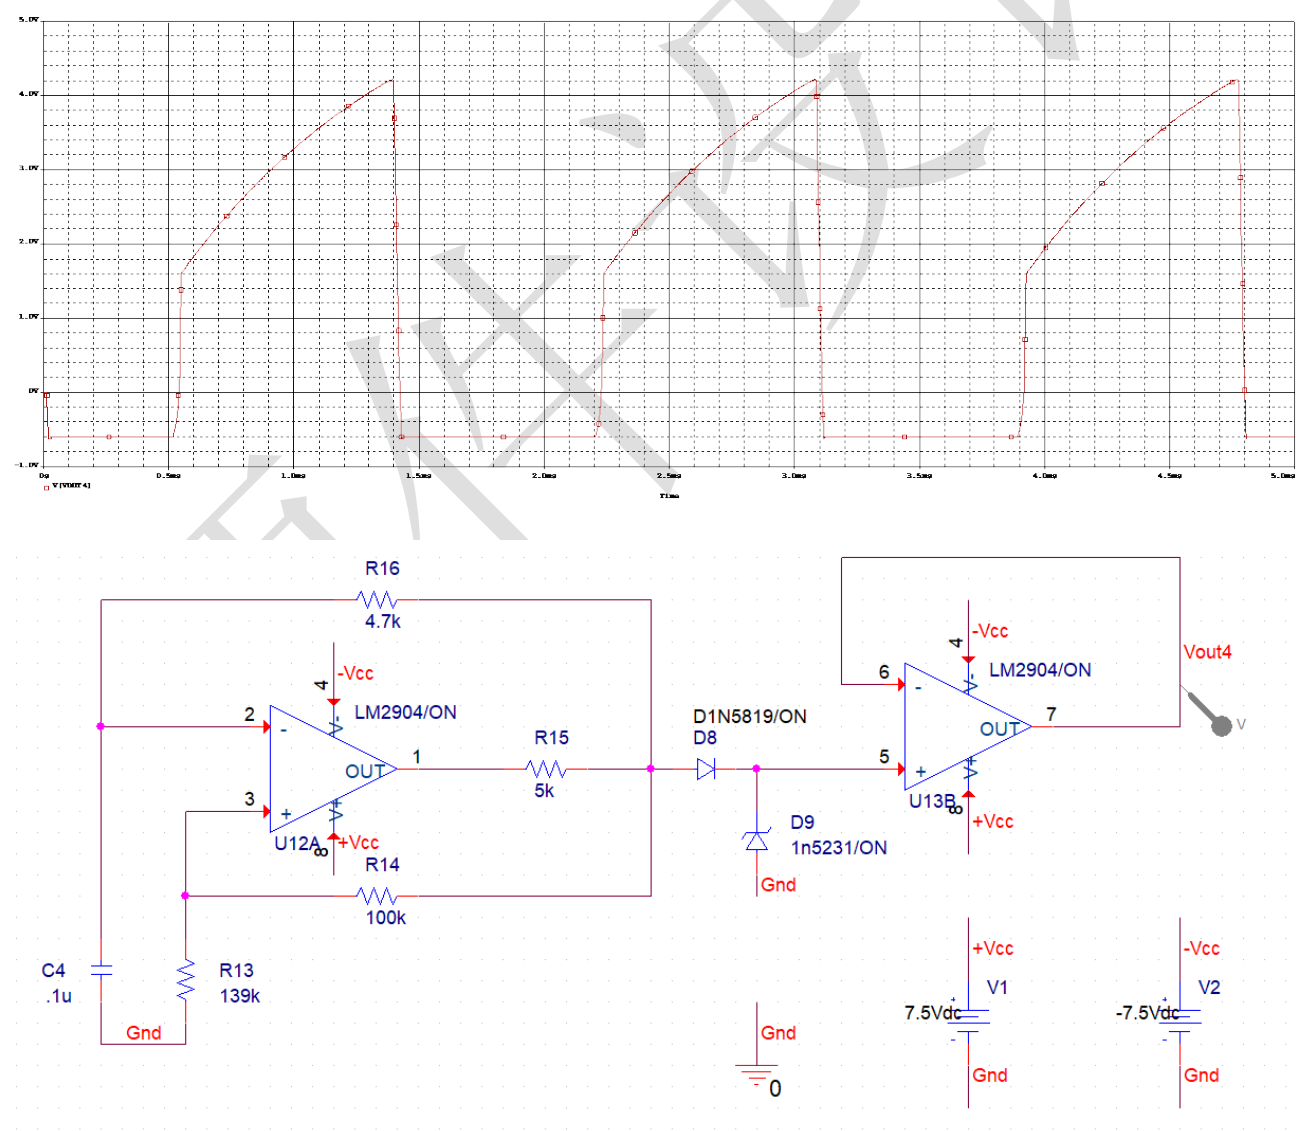 5.0V
4.0V
3.0V
2.0V
1.0V
0V
-1.0V
0s 0.5ms 1.0ms 1.5ms 2.0ms 2.5ms 3.0ms 3.5ms 4.0ms 4.5ms 5.0ms
V(VOUT4)
Time
R16
4.7k
-Vcc
4
LM2904/ON
2
-
V-
OUT
1
3
+
V+
U12A
8
+Vcc
R15
5k
R14
100k
C4
.1u
R13
139k
Gnd
D1N5819/ON
D8
D9
1n5231/ON
Gnd
4
-Vcc
LM2904/ON
6
-
V-
OUT
7
5
+
V+
U13B
8
+Vcc
Vout4
V
Gnd
0
+Vcc
V1
7.5Vdc
+
-
Gnd
-Vcc
V2
-7.5Vdc
+
-
Gnd